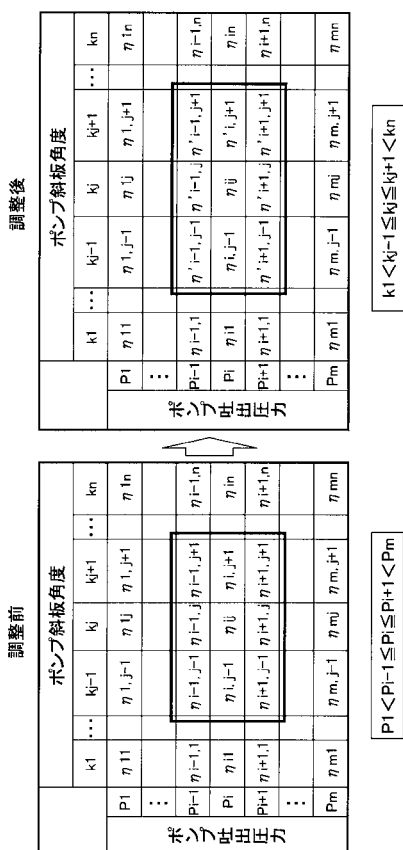 調整前
ポンプ斜板角度
k1 ⋯ kj−1 kj kj+1 ⋯ kn
ポンプ吐出圧力
P1 η11 η1,j−1 η1j η1,j+1 η1n
⋮
Pi−1 ηi−1,1 ηi−1,j−1 ηi−1,j ηi−1,j+1 ηi−1,n
Pi ηi1 ηi,j−1 ηij ηi,j+1 ηin
Pi+1 ηi+1,1 ηi+1,j−1 ηi+1,j ηi+1,j+1 ηi+1,n
⋮
Pm ηm1 ηm,j−1 ηmj ηm,j+1 ηmn
P1<Pi−1≦Pi≦Pi+1<Pm
調整後
ポンプ斜板角度
k1 ⋯ kj−1 kj kj+1 ⋯ kn
ポンプ吐出圧力
P1 η11 η1,j−1 η1j η1,j+1 η1n
⋮
Pi−1 ηi−1,1 η'i−1,j−1 η'i−1,j η'i−1,j+1 ηi−1,n
Pi ηi1 ηi,j−1 ηij η'i,j+1 ηin
Pi+1 ηi+1,1 η'i+1,j−1 η'i+1,j η'i+1,j+1 ηi+1,n
⋮
Pm ηm1 ηm,j−1 ηmj ηm,j+1 ηmn
k1<kj−1≦kj≦kj+1<kn